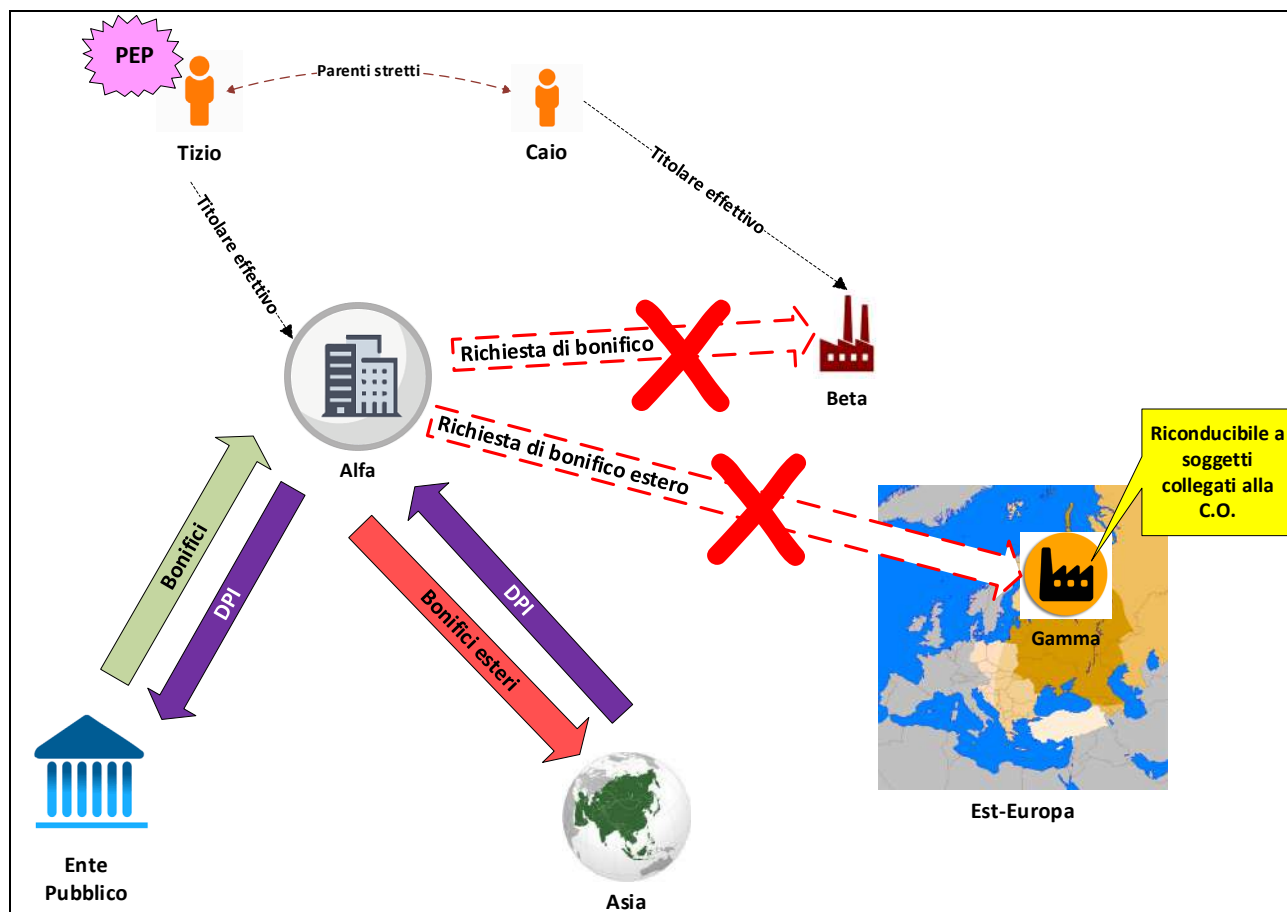 PEP
Parenti stretti
Tizio
Caio
Titolare effettivo
Titolare effettivo
Richiesta di bonifico
Beta
Richiesta di bonifico estero
Riconducibile a
soggetti
collegati alla
C.O.
Alfa
Bonifici
DPI
Bonifici esteri
DPI
Gamma
Est-Europa
Ente
Pubblico
Asia